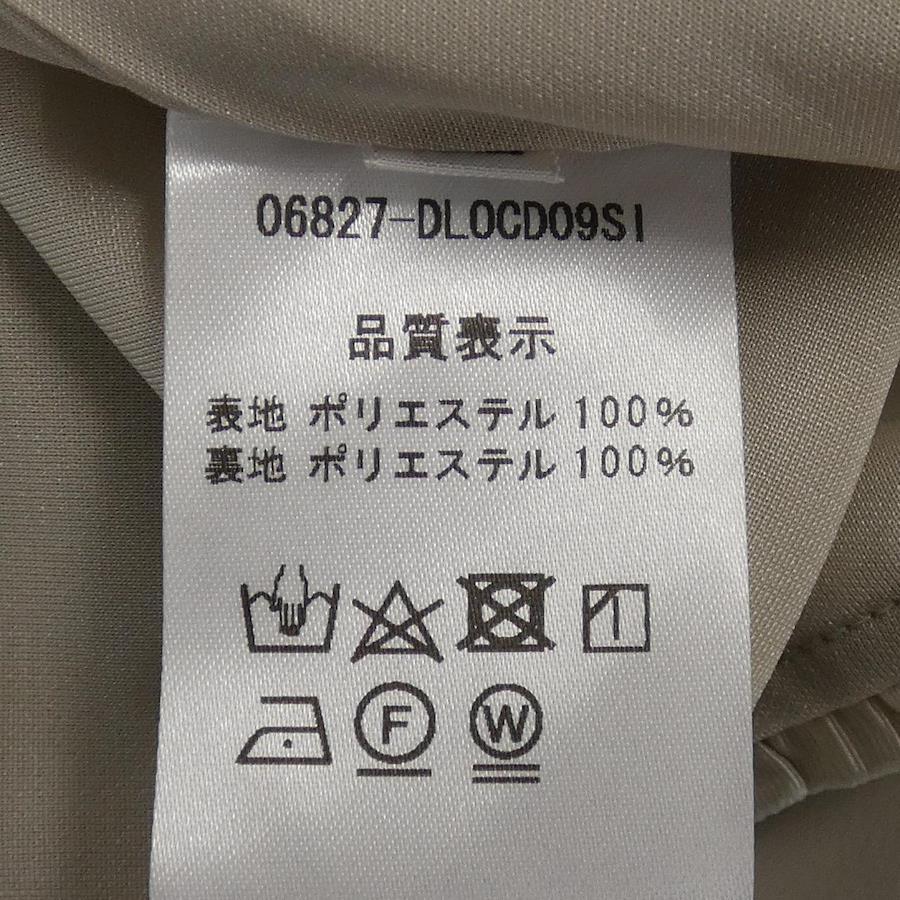 06827-DLOCD09SI
品質表示
表地 ポリエステル 100%
裏地 ポリエステル 100%
F W